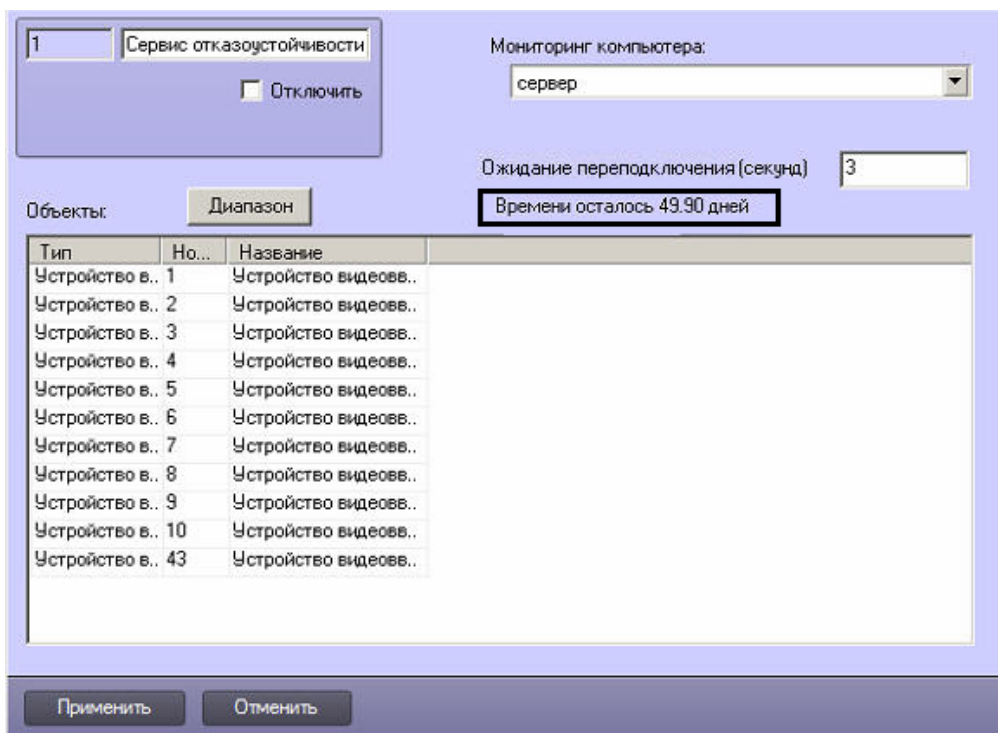 1 Сервис отказоустойчивости
Отключить
Мониторинг компьютера:
сервер
Ожидание переподключения (секунд) 3
Времени осталось 49.90 дней
Объекты: Диапазон
Тип Но... Название
Устройство в.. 1 Устройство видеовв..
Устройство в.. 2 Устройство видеовв..
Устройство в.. 3 Устройство видеовв..
Устройство в.. 4 Устройство видеовв..
Устройство в.. 5 Устройство видеовв..
Устройство в.. 6 Устройство видеовв..
Устройство в.. 7 Устройство видеовв..
Устройство в.. 8 Устройство видеовв..
Устройство в.. 9 Устройство видеовв..
Устройство в.. 10 Устройство видеовв..
Устройство в.. 43 Устройство видеовв..
Применить Отменить